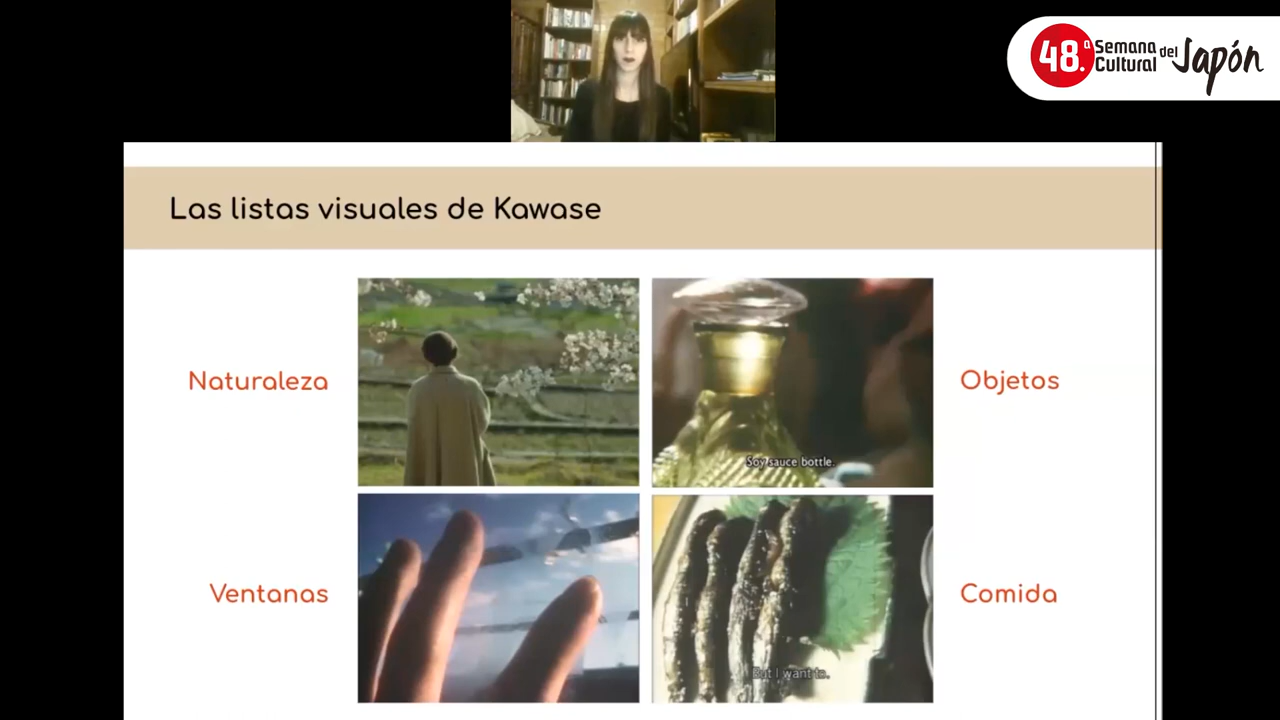 48.ª Semana del Japón
Cultural
Las listas visuales de Kawase
Naturaleza
Objetos
Soy sauce bottle.
Ventanas
Comida
But I want to.